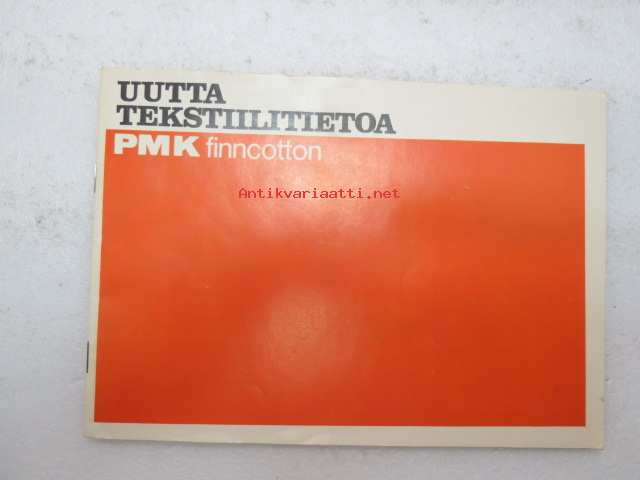 UUTTA
TEKSTIILITIETOA
PMK finncotton
Antikvariaatti.net